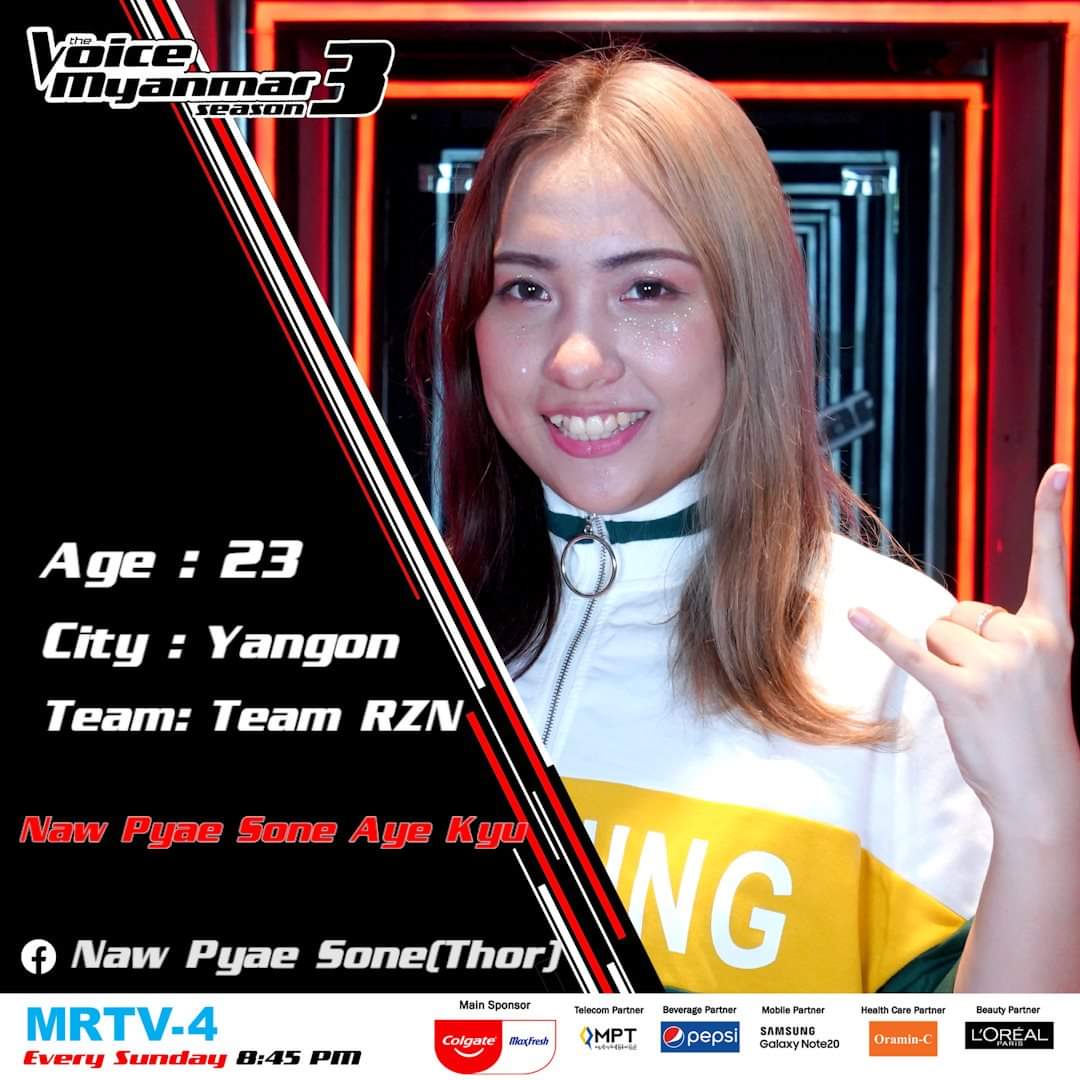 the
Voice
Myanmar 3
season
Age : 23
City : Yangon
Team: Team RZN
Naw Pyae Sone Aye Kyu
Naw Pyae Sone(Thor)
NG
MRTV-4
Every Sunday 8:45 PM
Main Sponsor
Colgate MaxFresh
Telecom Partner
MPT
Beverage Partner
pepsi
Mobile Partner
SAMSUNG
Galaxy Note20
Health Care Partner
Oramin-C
Beauty Partner
L'ORÉAL
PARIS